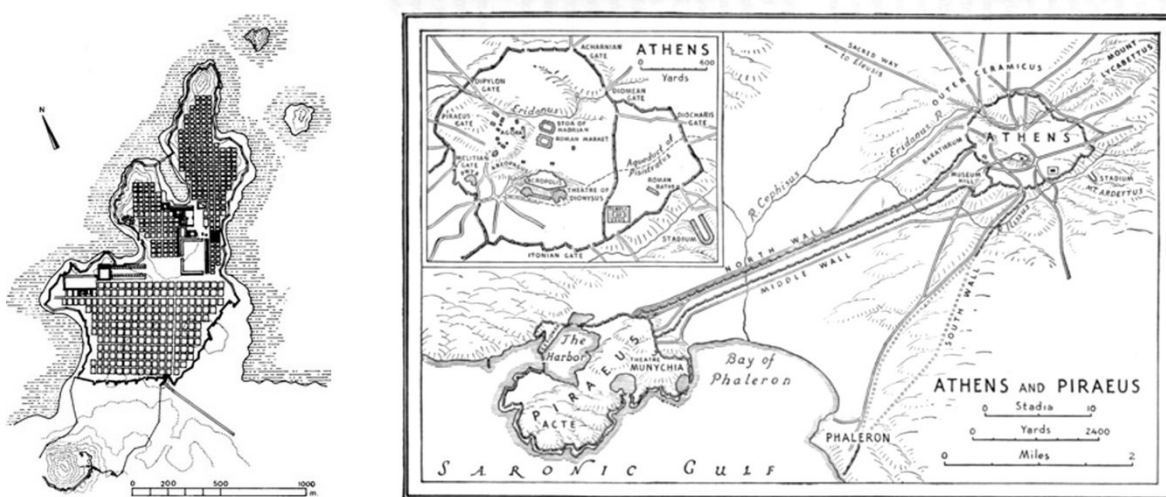 N
0 200 500 1000
m.
ATHENS
0 600
Yards
ACHARNIAN
GATE
DIPYLON
GATE
DIOMEAN
GATE
Eridanus
PIRAEUS
GATE
AGORA
STOA OF
HADRIAN
ROMAN MARKET
DIOCHARIS
GATE
MELITIAN
GATE
AREOPAGUS
Aqueduct of
Pisistratus
ACROPOLIS
THEATRE OF
DIONYSUS
ROMAN
BATHS
STADIUM
ITONIAN GATE
SACRED WAY
to Eleusis
OUTER CERAMICUS
MOUNT
LYCABETTUS
Eridanus R.
ATHENS
BARATHRUM
MUSEUM
HILL
STADIUM
MT ARDETTUS
R. Cephisus
R. Ilissus
NORTH WALL
MIDDLE WALL
SOUTH WALL
The
Harbor
PIRAEUS
THEATRE
MUNYCHIA
ACTE
Bay of
Phaleron
PHALERON
SARONIC GULF
ATHENS AND PIRAEUS
0 Stadia 10
0 Yards 2400
0 Miles 2